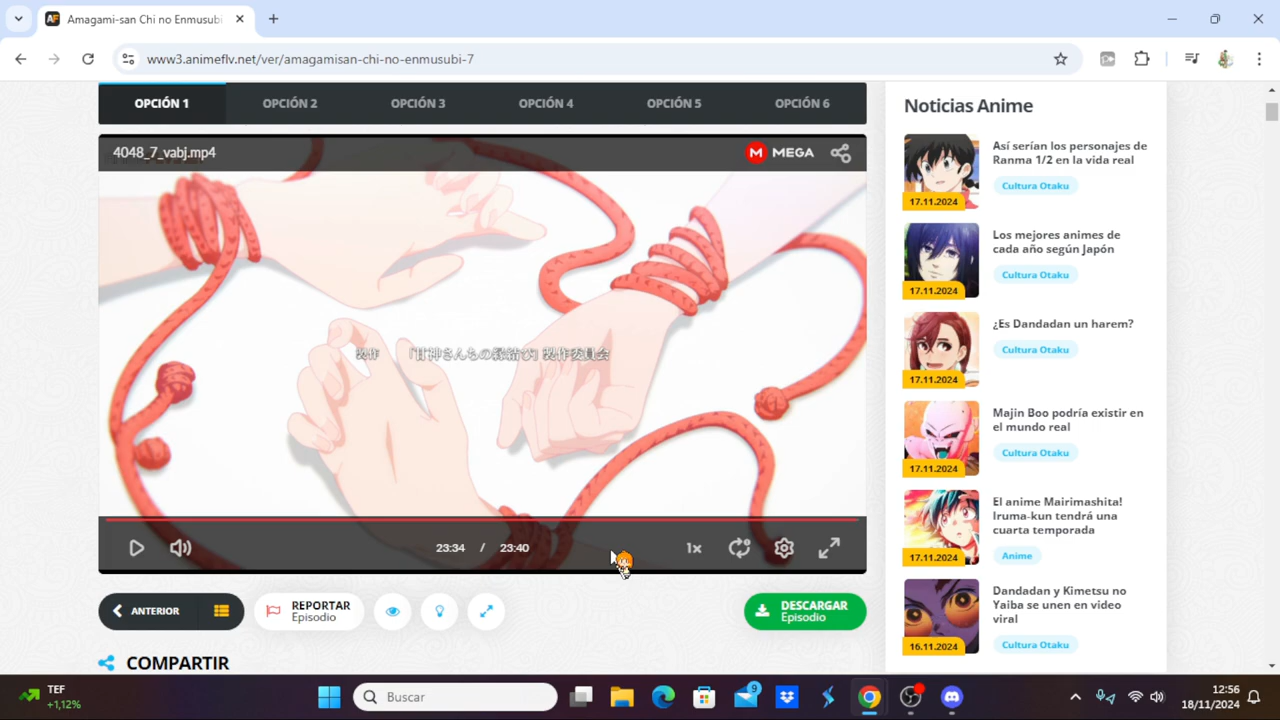 Amagami-san Chi no Enmusubi
www3.animeflv.net/ver/amagamisan-chi-no-enmusubi-7
OPCIÓN 1
OPCIÓN 2
OPCIÓN 3
OPCIÓN 4
OPCIÓN 5
OPCIÓN 6
4048_7_vabj.mp4
M MEGA
製作 「甘神さんちの縁結び」製作委員会
23:34 / 23:40
1x
ANTERIOR
REPORTAR
Episodio
DESCARGAR
Episodio
COMPARTIR
Noticias Anime
Así serían los personajes de
Ranma 1/2 en la vida real
Cultura Otaku
17.11.2024
Los mejores animes de
cada año según Japón
Cultura Otaku
17.11.2024
¿Es Dandadan un harem?
Cultura Otaku
17.11.2024
Majin Boo podría existir en
el mundo real
Cultura Otaku
17.11.2024
El anime Mairimashita!
Iruma-kun tendrá una
cuarta temporada
Anime
17.11.2024
Dandadan y Kimetsu no
Yaiba se unen en video
viral
Cultura Otaku
16.11.2024
TEF
+1,12%
Buscar
9
12:56
18/11/2024